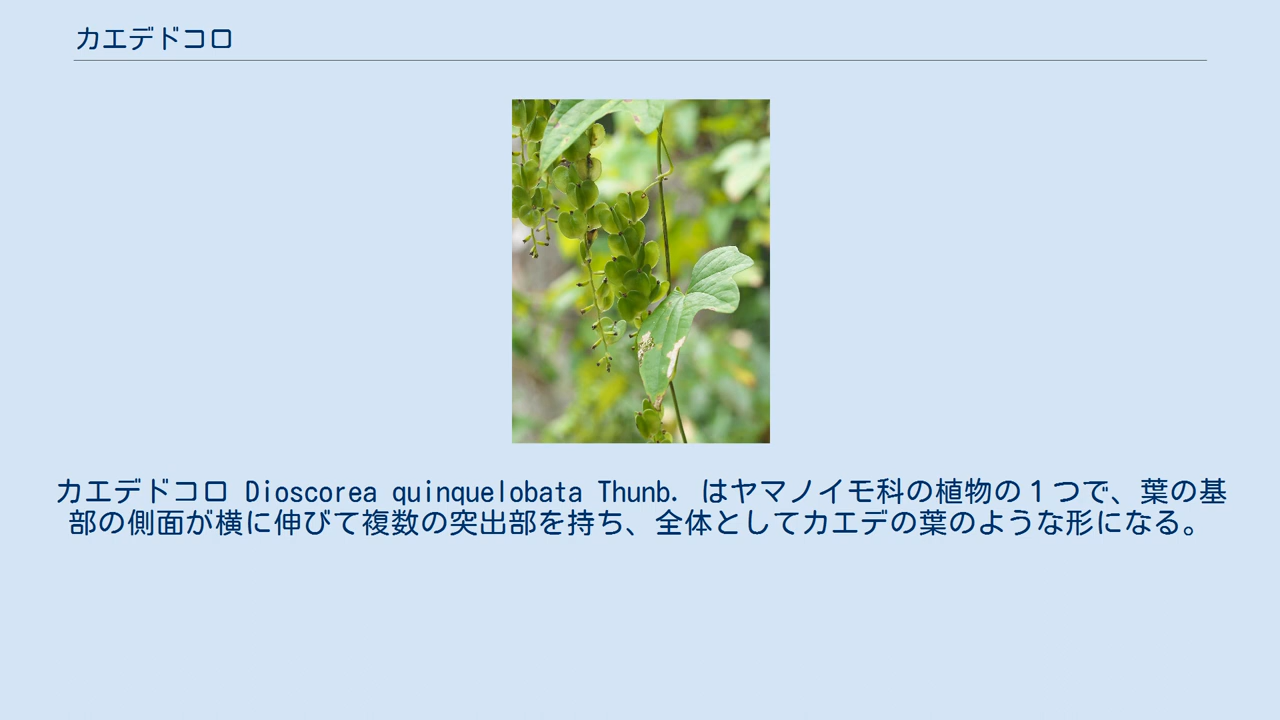 カエデドコロ
カエデドコロ Dioscorea quinquelobata Thunb. はヤマノイモ科の植物の１つで、葉の基
部の側面が横に伸びて複数の突出部を持ち、全体としてカエデの葉のような形になる。